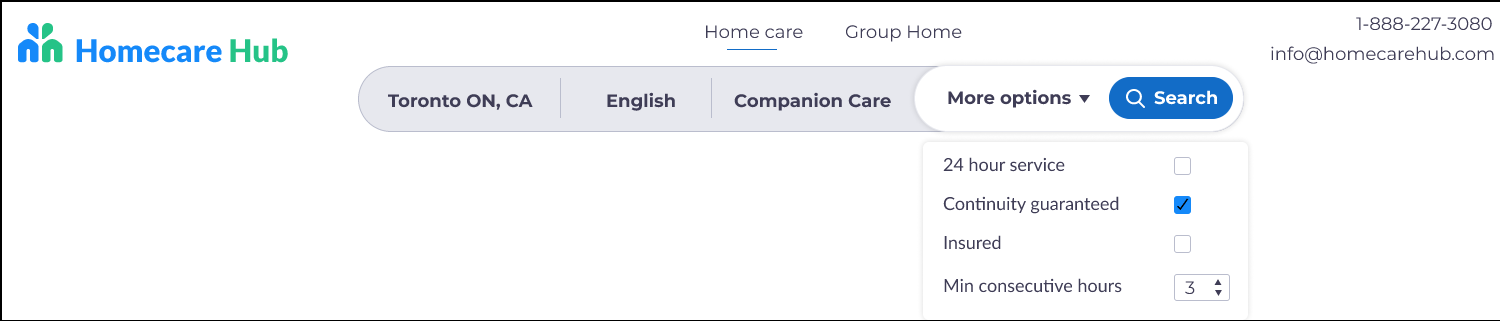 Homecare Hub
Home care Group Home
1-888-227-3080
info@homecarehub.com
Toronto ON, CA English Companion Care More options Search
24 hour service
Continuity guaranteed
Insured
Min consecutive hours 3